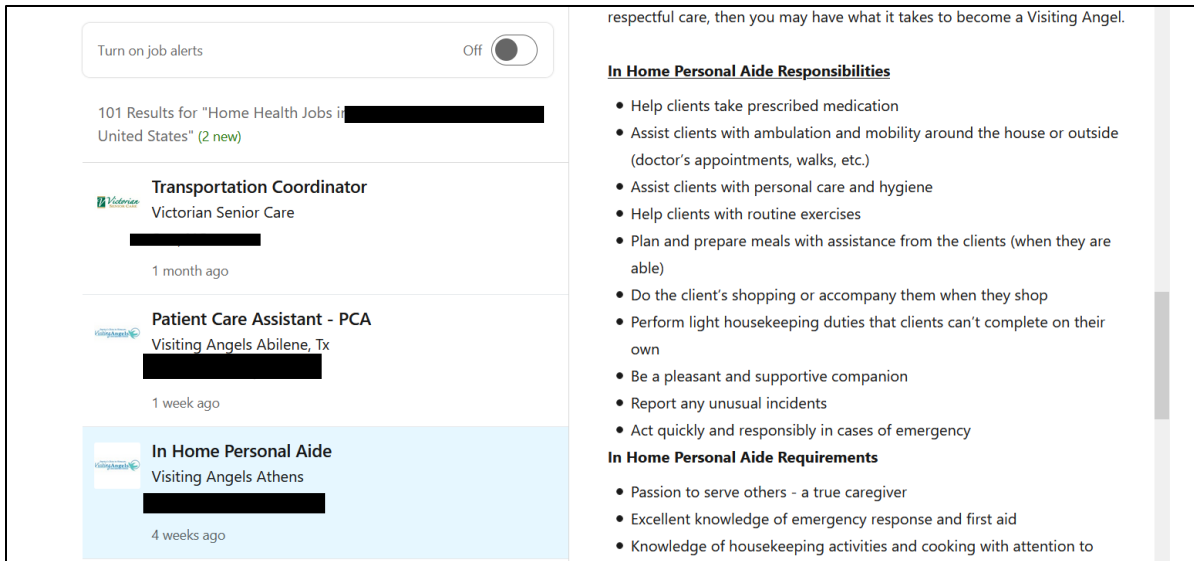 Turn on job alerts
Off
101 Results for "Home Health Jobs in
United States" (2 new)
Transportation Coordinator
Victorian Senior Care
1 month ago
Patient Care Assistant - PCA
Visiting Angels Abilene, Tx
1 week ago
In Home Personal Aide
Visiting Angels Athens
4 weeks ago
respectful care, then you may have what it takes to become a Visiting Angel.
In Home Personal Aide Responsibilities
• Help clients take prescribed medication
• Assist clients with ambulation and mobility around the house or outside
(doctor’s appointments, walks, etc.)
• Assist clients with personal care and hygiene
• Help clients with routine exercises
• Plan and prepare meals with assistance from the clients (when they are
able)
• Do the client’s shopping or accompany them when they shop
• Perform light housekeeping duties that clients can’t complete on their
own
• Be a pleasant and supportive companion
• Report any unusual incidents
• Act quickly and responsibly in cases of emergency
In Home Personal Aide Requirements
• Passion to serve others - a true caregiver
• Excellent knowledge of emergency response and first aid
• Knowledge of housekeeping activities and cooking with attention to